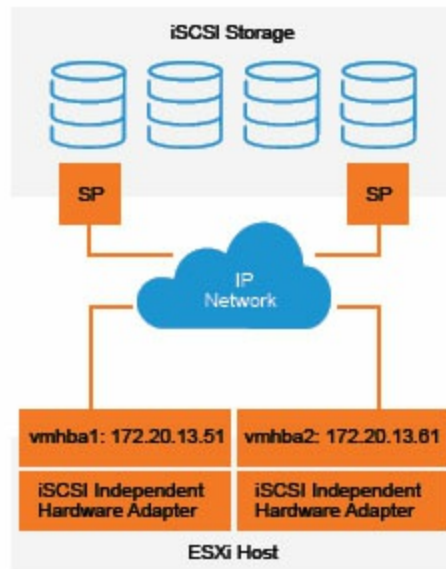 iSCSI Storage
SP
SP
IP
Network
vmhba1: 172.20.13.51
vmhba2: 172.20.13.61
iSCSI Independent
Hardware Adapter
iSCSI Independent
Hardware Adapter
ESXi Host